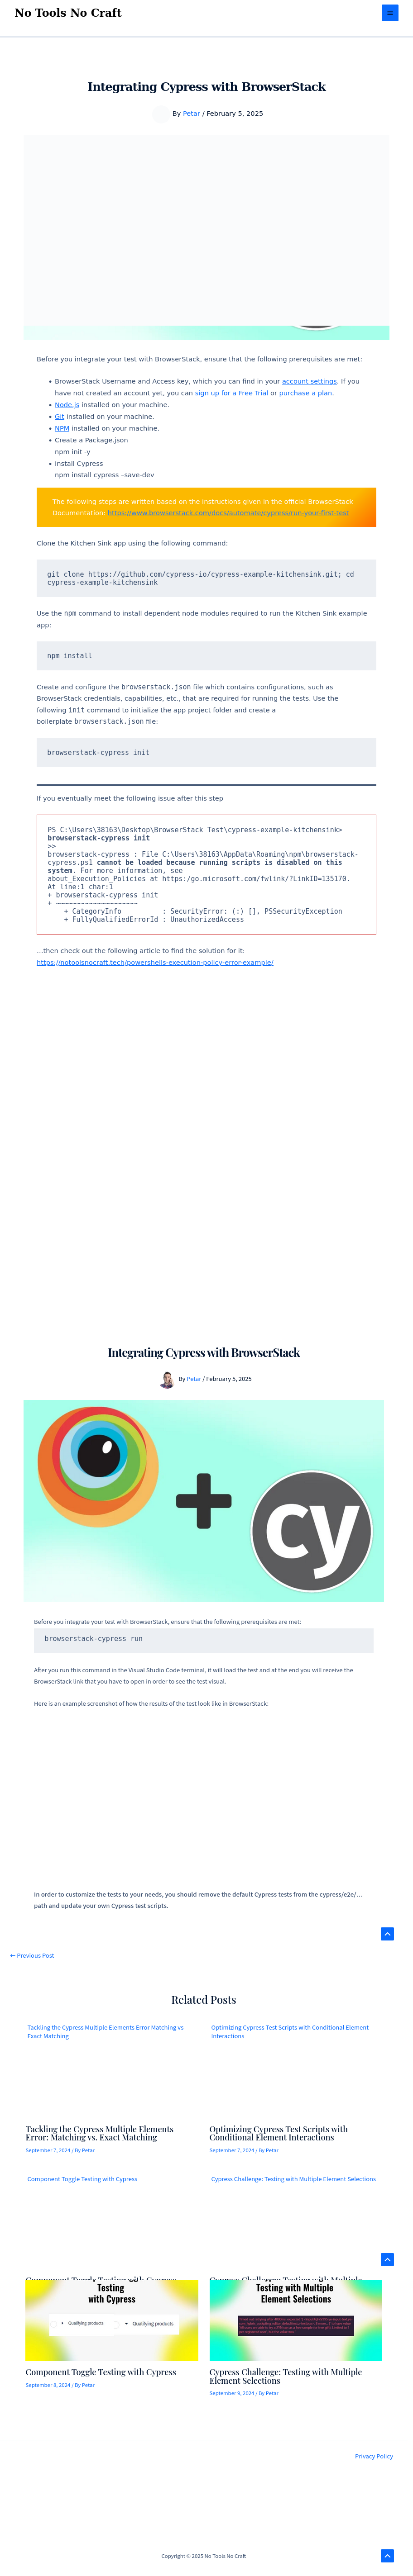 No Tools No Craft
Integrating Cypress with BrowserStack
By Petar / February 5, 2025
Before you integrate your test with BrowserStack, ensure that the following prerequisites are met:
• BrowserStack Username and Access key, which you can find in your account settings. If you
have not created an account yet, you can sign up for a Free Trial or purchase a plan.
• Node.js installed on your machine.
• Git installed on your machine.
• NPM installed on your machine.
• Create a Package.json
npm init -y
• Install Cypress
npm install cypress –save-dev
The following steps are written based on the instructions given in the official BrowserStack
Documentation: https://www.browserstack.com/docs/automate/cypress/run-your-first-test
Clone the Kitchen Sink app using the following command:
git clone https://github.com/cypress-io/cypress-example-kitchensink.git; cd
cypress-example-kitchensink
Use the npm command to install dependent node modules required to run the Kitchen Sink example
app:
npm install
Create and configure the browserstack.json file which contains configurations, such as
BrowserStack credentials, capabilities, etc., that are required for running the tests. Use the
following init command to initialize the app project folder and create a
boilerplate browserstack.json file:
browserstack-cypress init
If you eventually meet the following issue after this step
PS C:\Users\38163\Desktop\BrowserStack Test\cypress-example-kitchensink>
browserstack-cypress init
>>
browserstack-cypress : File C:\Users\38163\AppData\Roaming\npm\browserstack-
cypress.ps1 cannot be loaded because running scripts is disabled on this
system. For more information, see
about_Execution_Policies at https:/go.microsoft.com/fwlink/?LinkID=135170.
At line:1 char:1
+ browserstack-cypress init
+ ~~~~~~~~~~~~~~~~~~~~
+ CategoryInfo : SecurityError: (:) [], PSSecurityException
+ FullyQualifiedErrorId : UnauthorizedAccess
…then check out the following article to find the solution for it:
https://notoolsnocraft.tech/powershells-execution-policy-error-example/
Integrating Cypress with BrowserStack
By Petar / February 5, 2025
cy
Before you integrate your test with BrowserStack, ensure that the following prerequisites are met:
browserstack-cypress run
After you run this command in the Visual Studio Code terminal, it will load the test and at the end you will receive the
BrowserStack link that you have to open in order to see the test visual.
Here is an example screenshot of how the results of the test look like in BrowserStack:
In order to customize the tests to your needs, you should remove the default Cypress tests from the cypress/e2e/…
path and update your own Cypress test scripts.
← Previous Post
Related Posts
Tackling the Cypress Multiple Elements Error Matching vs
Exact Matching
Optimizing Cypress Test Scripts with Conditional Element
Interactions
Tackling the Cypress Multiple Elements
Error: Matching vs. Exact Matching
September 7, 2024 / By Petar
Optimizing Cypress Test Scripts with
Conditional Element Interactions
September 7, 2024 / By Petar
Component Toggle Testing with Cypress
Cypress Challenge: Testing with Multiple Element Selections
Testing
with Cypress
• Qualifying products
• Qualifying products
Testing with Multiple
Element Selections
Component Toggle Testing with Cypress
September 8, 2024 / By Petar
Cypress Challenge: Testing with Multiple
Element Selections
September 9, 2024 / By Petar
Privacy Policy
Copyright © 2025 No Tools No Craft